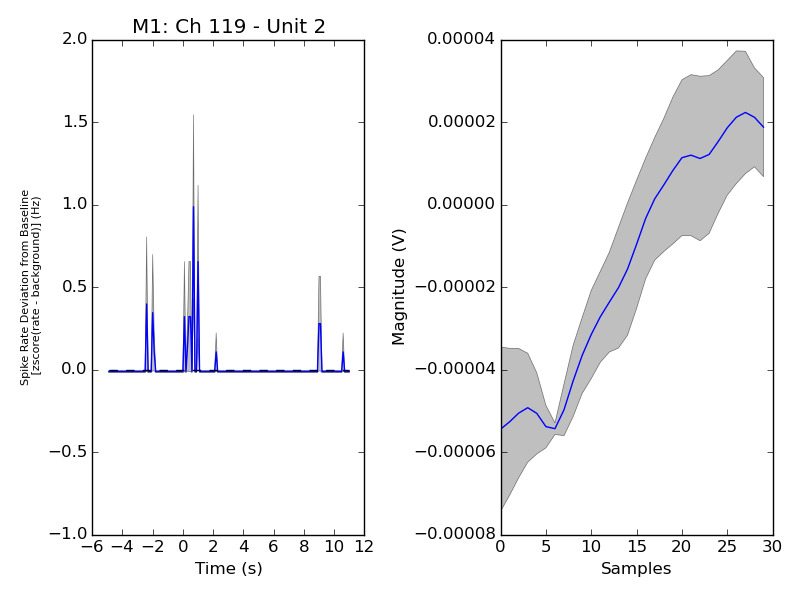 M1: Ch 119 - Unit 2
2.0
1.5
1.0
0.5
0.0
−0.5
−1.0
−6 −4 −2 0 2 4 6 8 10 12
Time (s)
Spike Rate Deviation from Baseline
[zscore(rate - background)] (Hz)
0.00004
0.00002
0.00000
−0.00002
−0.00004
−0.00006
−0.00008
0 5 10 15 20 25 30
Samples
Magnitude (V)